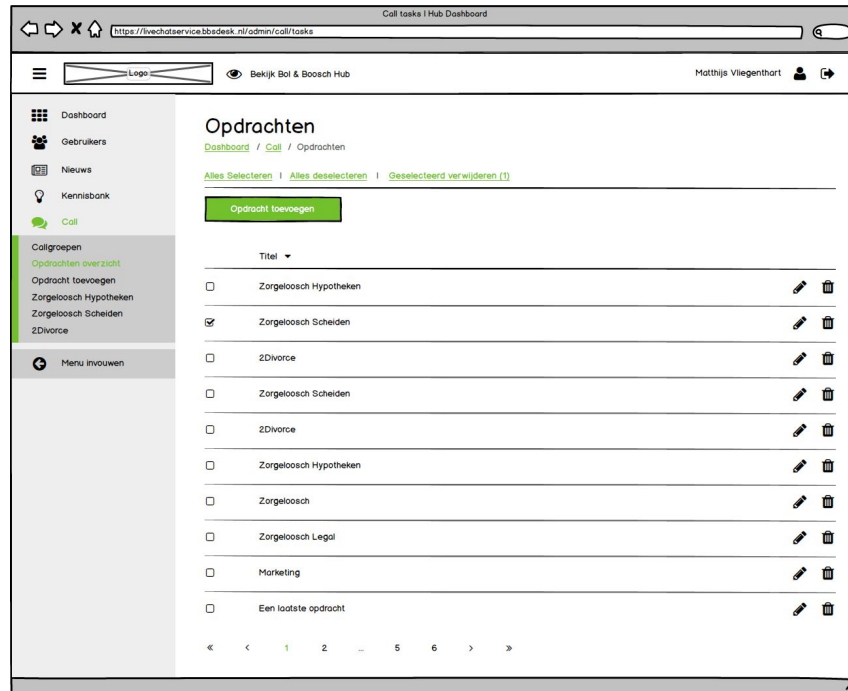 Call tasks | Hub Dashboard
https://livechatservice.bbsdesk.nl/admin/call/tasks
Logo
Bekijk Bol & Boosch Hub
Matthijs Vliegenthart
Dashboard
Gebruikers
Nieuws
Kennisbank
Call
Callgroepen
Opdrachten overzicht
Opdracht toevoegen
Zorgeloosch Hypotheken
Zorgeloosch Scheiden
2Divorce
Menu invouwen
Opdrachten
Dashboard / Call / Opdrachten
Alles Selecteren | Alles deselecteren | Geselecteerd verwijderen (1)
Opdracht toevoegen
Titel
Zorgeloosch Hypotheken
Zorgeloosch Scheiden
2Divorce
Zorgeloosch Scheiden
2Divorce
Zorgeloosch Hypotheken
Zorgeloosch
Zorgeloosch Legal
Marketing
Een laatste opdracht
« < 1 2 ... 5 6 > »